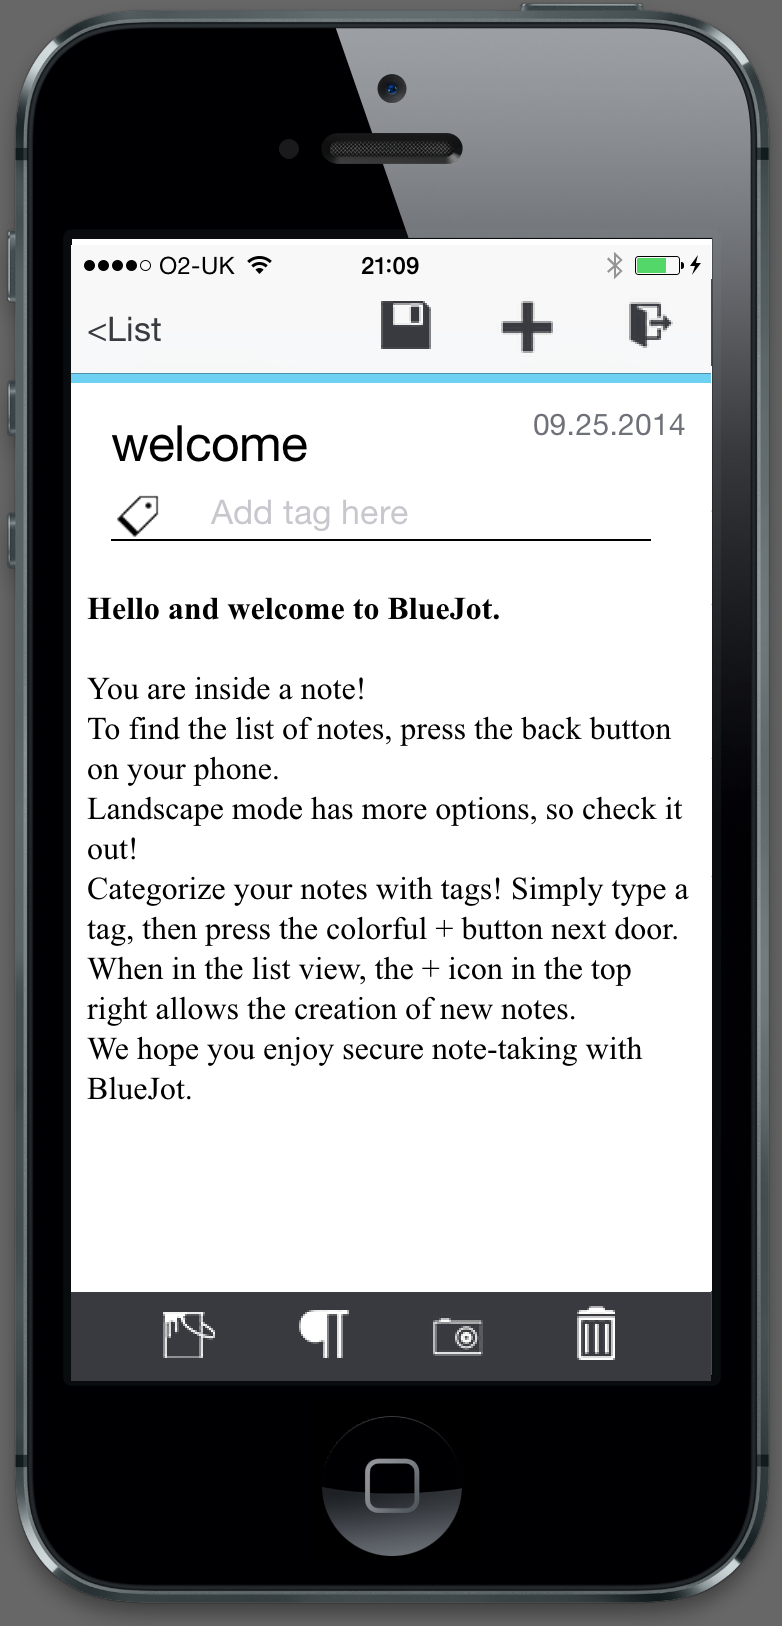 O2-UK 21:09
<List
welcome
09.25.2014
Add tag here
Hello and welcome to BlueJot.
You are inside a note!
To find the list of notes, press the back button
on your phone.
Landscape mode has more options, so check it
out!
Categorize your notes with tags! Simply type a
tag, then press the colorful + button next door.
When in the list view, the + icon in the top
right allows the creation of new notes.
We hope you enjoy secure note-taking with
BlueJot.